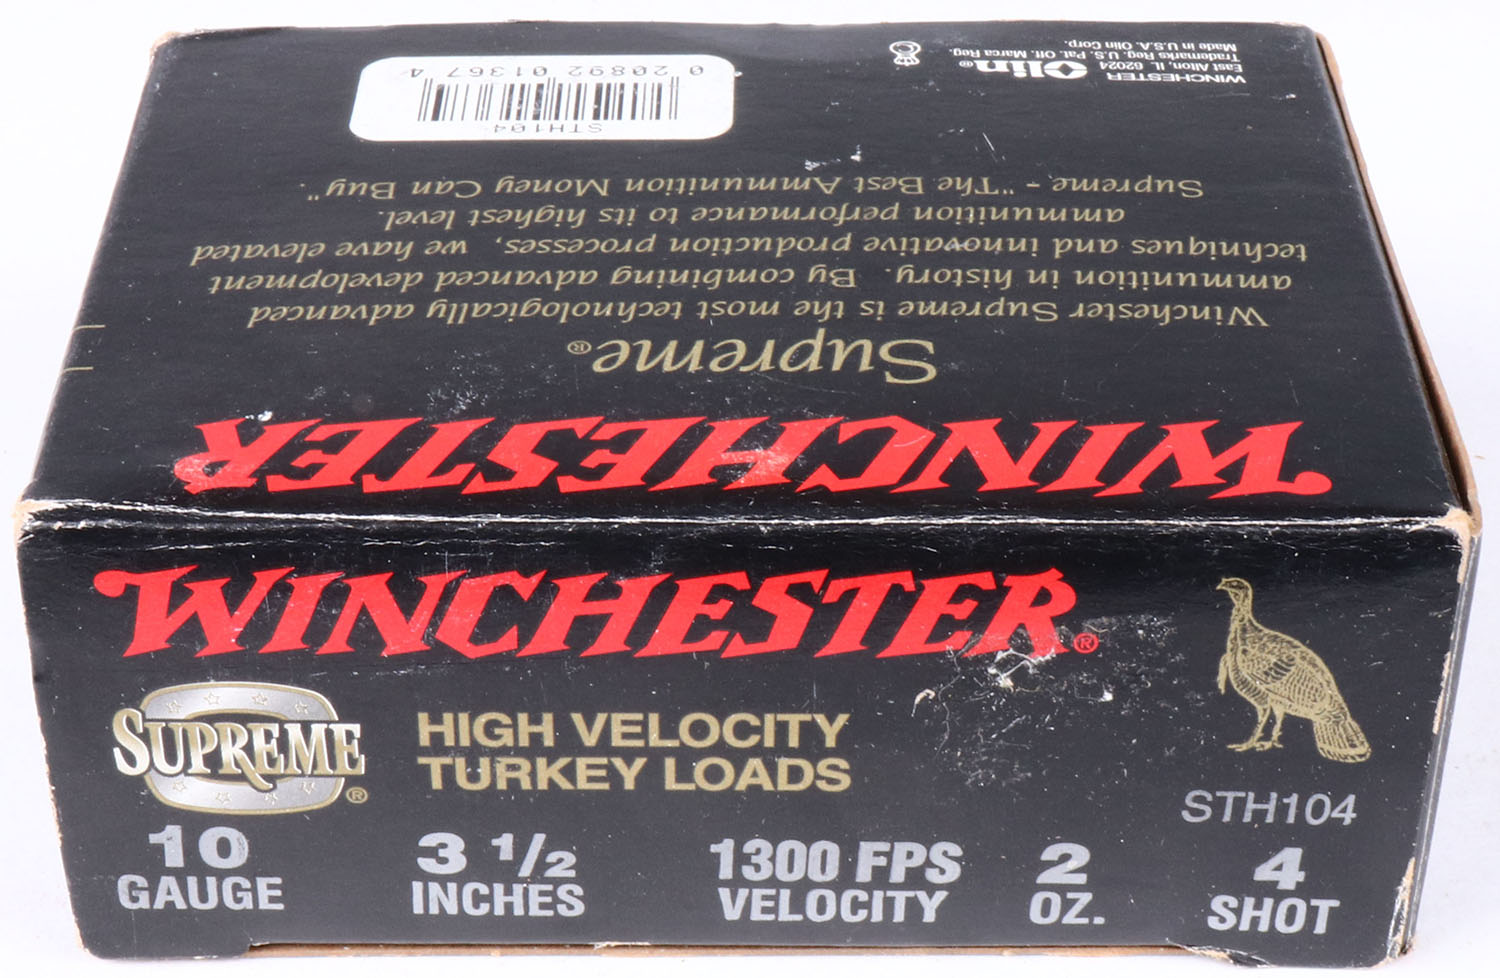 WINCHESTER®
SUPREME®
HIGH VELOCITY
TURKEY LOADS
STH104
10
GAUGE
3 1/2
INCHES
1300 FPS
VELOCITY
2
OZ.
4
SHOT
WINCHESTER
Supreme®
Winchester Supreme is the most technologically advanced
ammunition in history. By combining advanced development
techniques and innovative production processes, we have elevated
ammunition performance to its highest level.
Supreme - "The Best Ammunition Money Can Buy".
STH104
0 20892 01367 4
WINCHESTER Olin®
East Alton, IL 62024
Trademarks Reg. U.S. Pat. Off. Marca Reg.
Made in U.S.A. Olin Corp.